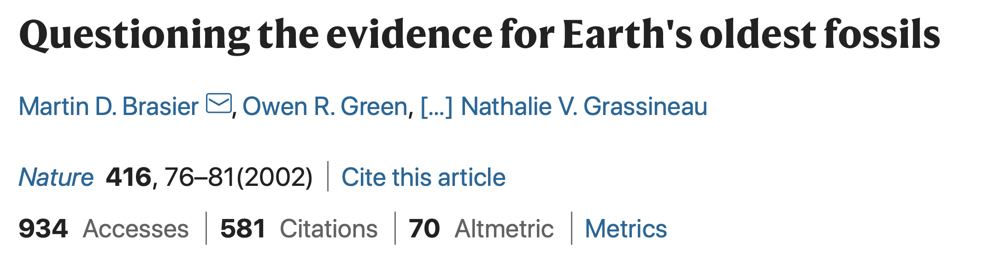 Questioning the evidence for Earth's oldest fossils
Martin D. Brasier, Owen R. Green, [...] Nathalie V. Grassineau
Nature 416, 76–81(2002) | Cite this article
934 Accesses | 581 Citations | 70 Altmetric | Metrics